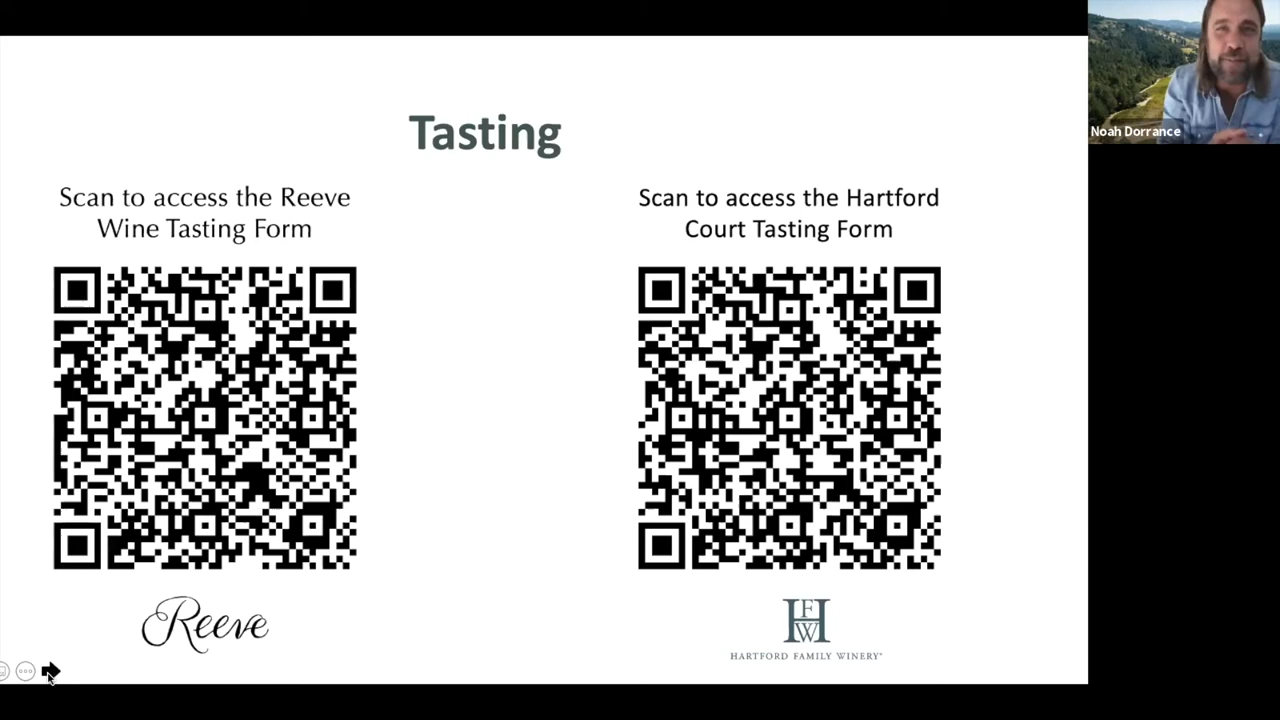 Tasting
Scan to access the Reeve
Wine Tasting Form
Scan to access the Hartford
Court Tasting Form
Reeve
HFW
HARTFORD FAMILY WINERY®
Noah Dorrance